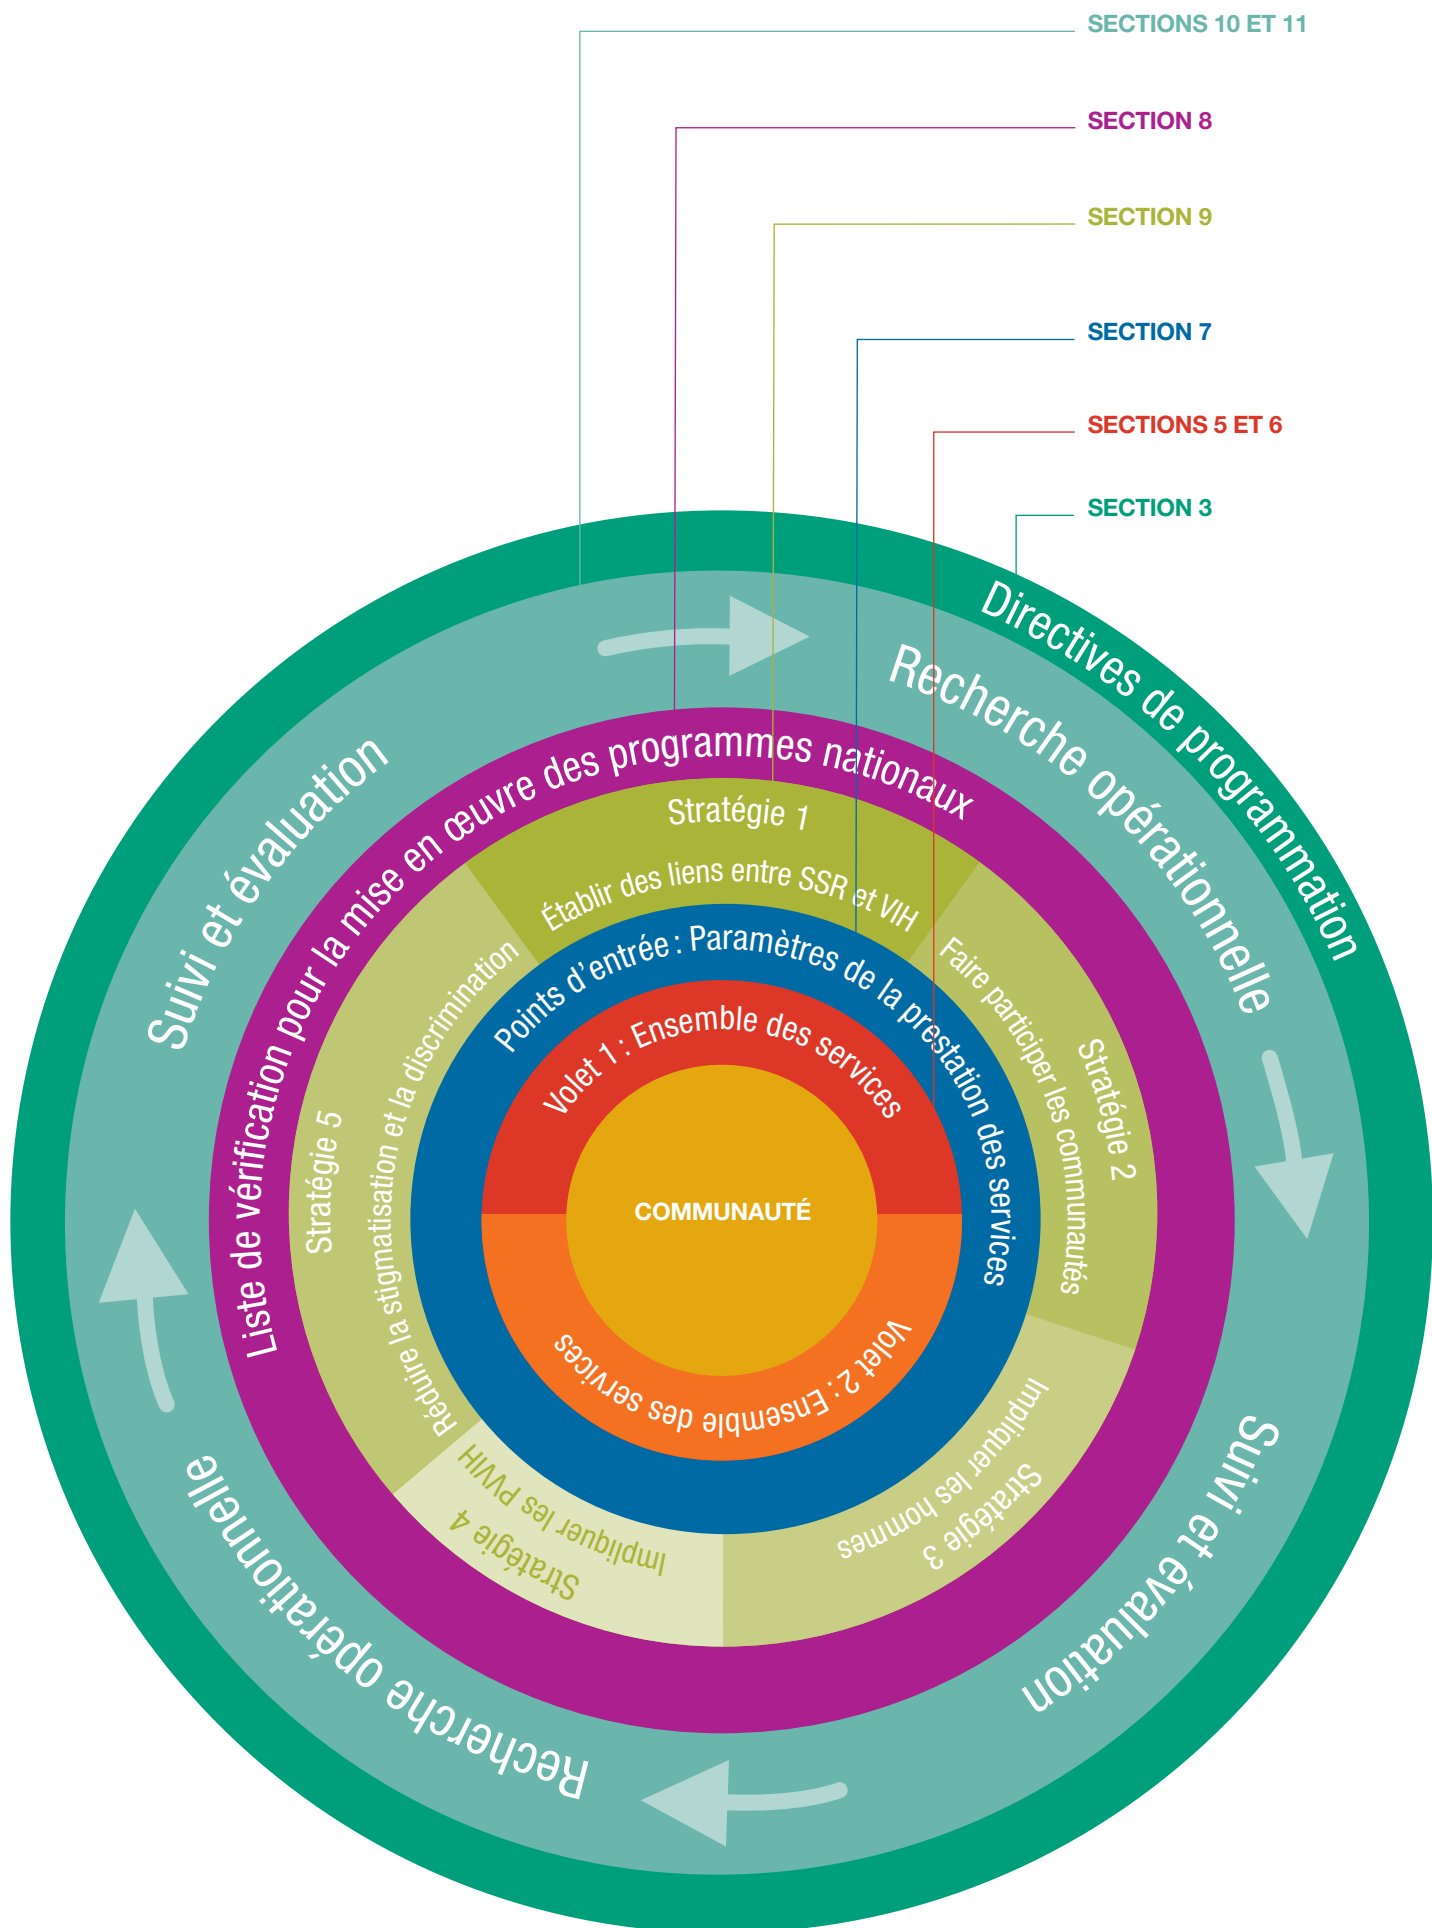 SECTIONS 10 ET 11
SECTION 8
SECTION 9
SECTION 7
SECTIONS 5 ET 6
SECTION 3
Directives de programmation
Recherche opérationnelle
Suivi et évaluation
Recherche opérationnelle
Suivi et évaluation
Liste de vérification pour la mise en œuvre des programmes nationaux
Stratégie 1
Établir des liens entre SSR et VIH
Stratégie 2
Faire participer les communautés
Stratégie 3
Impliquer les hommes
Stratégie 4
Impliquer les PVVIH
Stratégie 5
Réduire la stigmatisation et la discrimination
Points d’entrée : Paramètres de la prestation des services
Volet 1 : Ensemble des services
COMMUNAUTÉ
Volet 2 : Ensemble des services